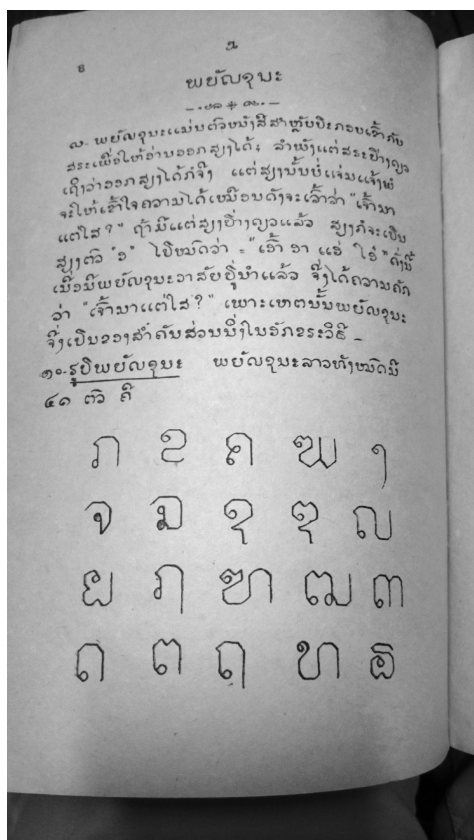 ໘
ພຍັຎຊນະ
໙. ພຍັຎຊນະແມ່ນຕົວຫນັງສືສຳຫຼັບປະກອບເຂົ້າກັບ
ສຣະເພື່ອໃຫ້ອ່ານອອກສຽງໄດ້; ລຳພັງແຕ່ສຣະຢ່າງດຽວ
ເຖິງວ່າອອກສຽງໄດ້ກໍຈິງ ແຕ່ສຽງນັ້ນບໍ່ແຈ່ມແຈ້ງພໍ
ຈະໃຫ້ເຂົ້າໃຈຄວາມໄດ້ເຫມືອນດັ່ງຈະເວົ້າວ່າ "ເຈົ້າມາ
ແຕ່ໃສ?" ຖ້າມີແຕ່ສຽງຢ່າງດຽວແລ້ວ ສຽງກໍຈະເປັນ
ສຽງຕົວ "ອ" ໄປຫມົດວ່າ - "ເອົ້າ ອາ ແອ່ ໃອ" ດັ່ງນີ້
ເມື່ອມີພຍັຎຊນະອາສັຍຢູ່ນຳແລ້ວ ຈຶ່ງໄດ້ຄວາມຄັກ
ວ່າ "ເຈົ້າມາແຕ່ໃສ?" ເພາະເຫຕນັ້ນພຍັຎຊນະ
ຈຶ່ງເປັນຂອງສຳຄັນສ່ວນນຶ່ງໃນອັກຂຣະວິທີ -
໑໐. ຮູບພຍັຎຊນະ ພຍັຎຊນະລາວທັງຫມົດມີ
໔໑ ຕົວ ຄື
ກ ຂ ຄ ຆ ງ
ຈ ຉ ຊ ຌ ຎ
ຏ ຐ ຑ ຒ ຓ
ດ ຕ ຖ ທ ຘ